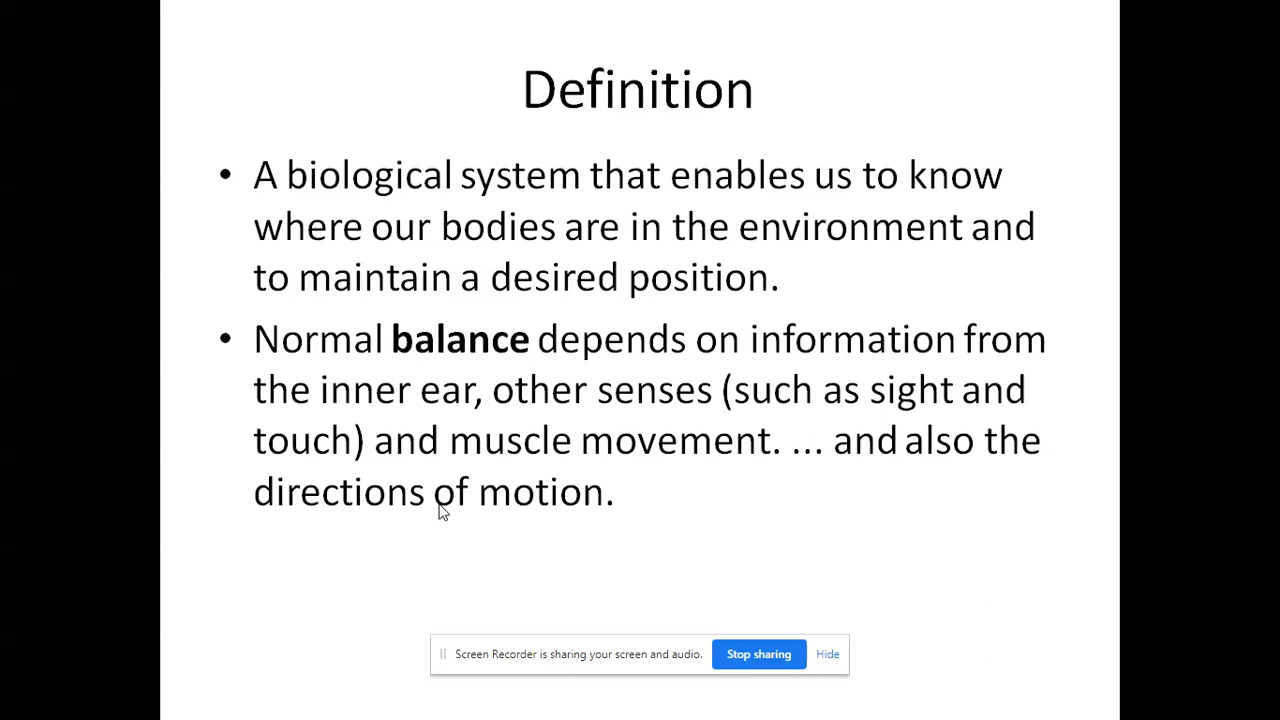 Definition
• A biological system that enables us to know
where our bodies are in the environment and
to maintain a desired position.
• Normal balance depends on information from
the inner ear, other senses (such as sight and
touch) and muscle movement. ... and also the
directions of motion.
Screen Recorder is sharing your screen and audio. Stop sharing Hide